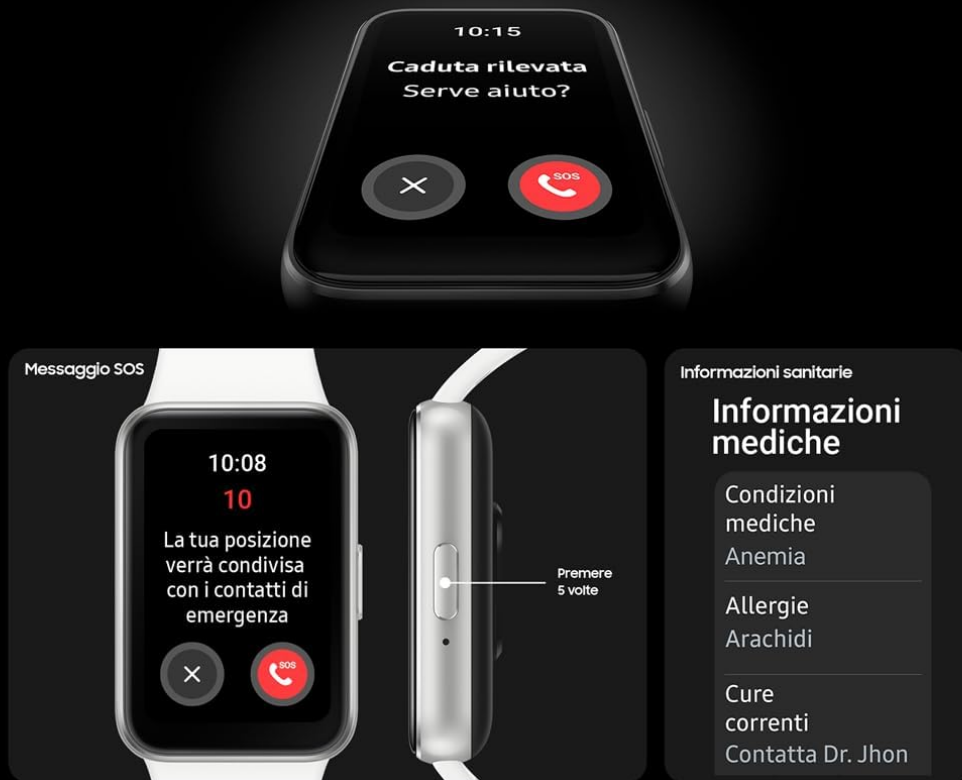 10:15
Caduta rilevata
Serve aiuto?
SOS
Messaggio SOS
10:08
10
La tua posizione
verrà condivisa
con i contatti di
emergenza
SOS
Premere
5 volte
Informazioni sanitarie
Informazioni
mediche
Condizioni
mediche
Anemia
Allergie
Arachidi
Cure
correnti
Contatta Dr. Jhon